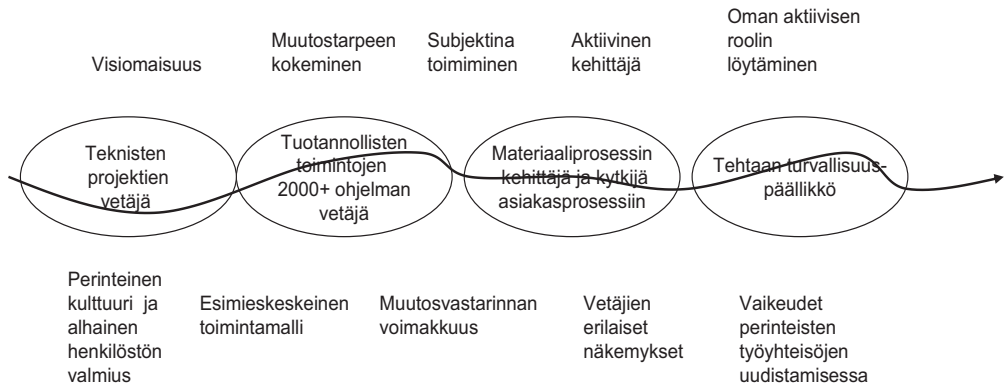 Visiomaisuus
Muutostarpeen
kokeminen
Subjektina
toimiminen
Aktiivinen
kehittäjä
Oman aktiivisen
roolin
löytäminen
Teknisten
projektien
vetäjä
Tuotannollisten
toimintojen
2000+ ohjelman
vetäjä
Materiaaliprosessin
kehittäjä ja kytkijä
asiakasprosessiin
Tehtaan turvallisuus-
päällikkö
Perinteinen
kulttuuri ja
alhainen
henkilöstön
valmius
Esimieskeskeinen
toimintamalli
Muutosvastarinnan
voimakkuus
Vetäjien
erilaiset
näkemykset
Vaikeudet
perinteisten
työyhteisöjen
uudistamisessa